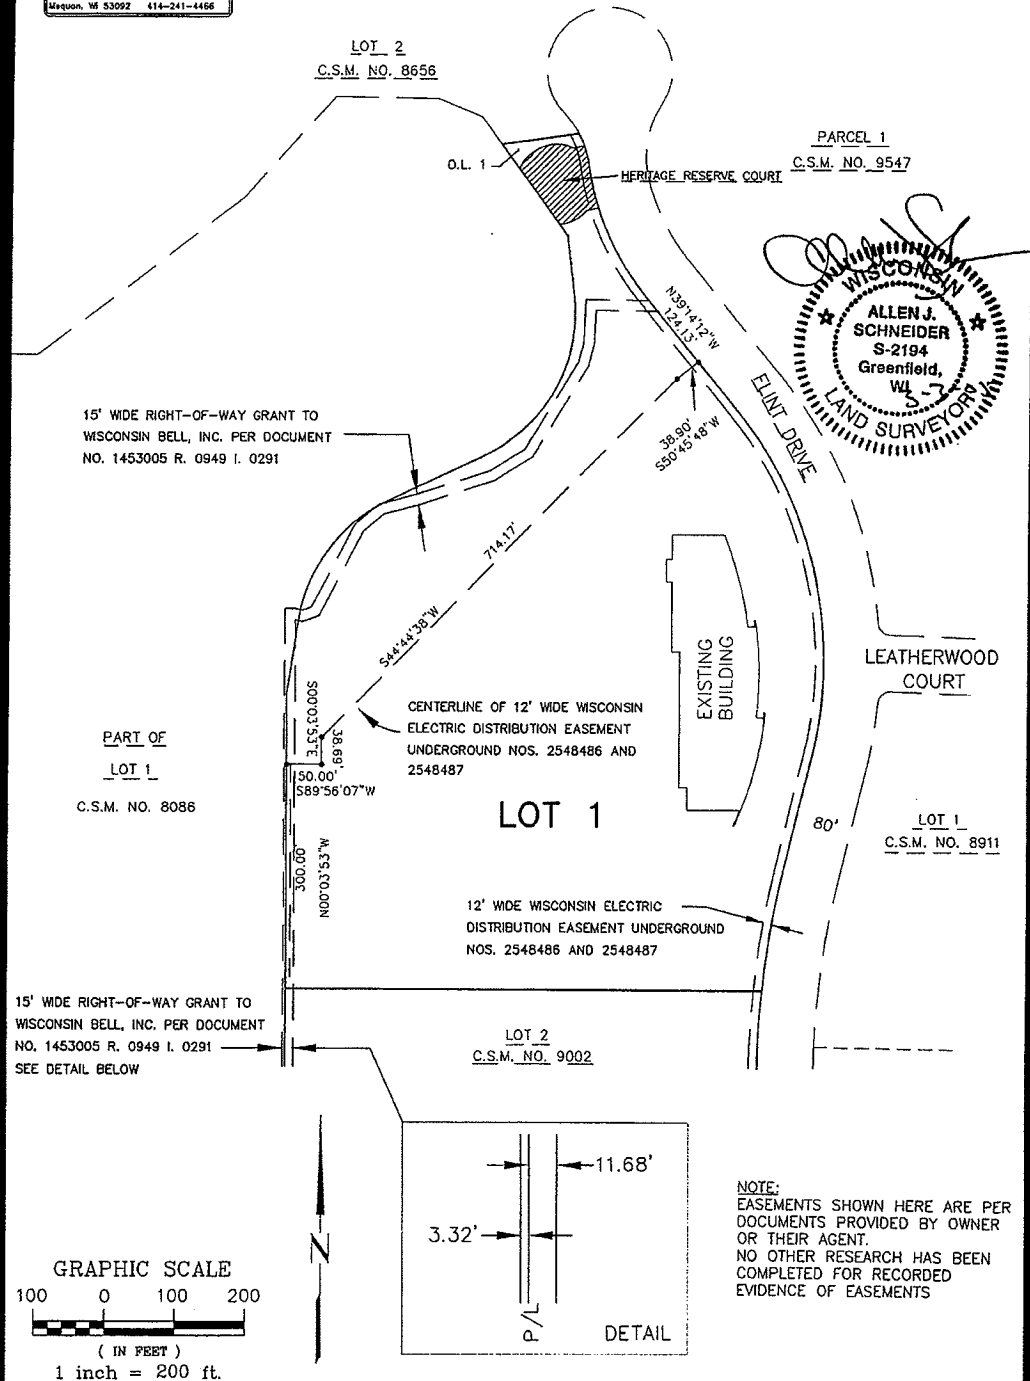 Mequon, WI 53092 414-241-4466
LOT 2
C.S.M. NO. 8656
PARCEL 1
C.S.M. NO. 9547
O.L. 1
HERITAGE RESERVE COURT
WISCONSIN
ALLEN J.
SCHNEIDER
S-2194
Greenfield,
WI
LAND SURVEYOR
N39°14'12"W
124.13'
FLINT DRIVE
38.90'
S50°45'48"W
15' WIDE RIGHT-OF-WAY GRANT TO
WISCONSIN BELL, INC. PER DOCUMENT
NO. 1453005 R. 0949 I. 0291
714.17'
S44°44'38"W
EXISTING
BUILDING
LEATHERWOOD
COURT
S00°03'53"E
38.69'
CENTERLINE OF 12' WIDE WISCONSIN
ELECTRIC DISTRIBUTION EASEMENT
UNDERGROUND NOS. 2548486 AND
2548487
PART OF
LOT 1
C.S.M. NO. 8086
50.00'
S89°56'07"W
LOT 1
80'
LOT 1
C.S.M. NO. 8911
300.00'
N00°03'53"W
12' WIDE WISCONSIN ELECTRIC
DISTRIBUTION EASEMENT UNDERGROUND
NOS. 2548486 AND 2548487
15' WIDE RIGHT-OF-WAY GRANT TO
WISCONSIN BELL, INC. PER DOCUMENT
NO. 1453005 R. 0949 I. 0291
SEE DETAIL BELOW
LOT 2
C.S.M. NO. 9002
11.68'
3.32'
P/L
DETAIL
N
NOTE:
EASEMENTS SHOWN HERE ARE PER
DOCUMENTS PROVIDED BY OWNER
OR THEIR AGENT.
NO OTHER RESEARCH HAS BEEN
COMPLETED FOR RECORDED
EVIDENCE OF EASEMENTS
GRAPHIC SCALE
100 0 100 200
( IN FEET )
1 inch = 200 ft.